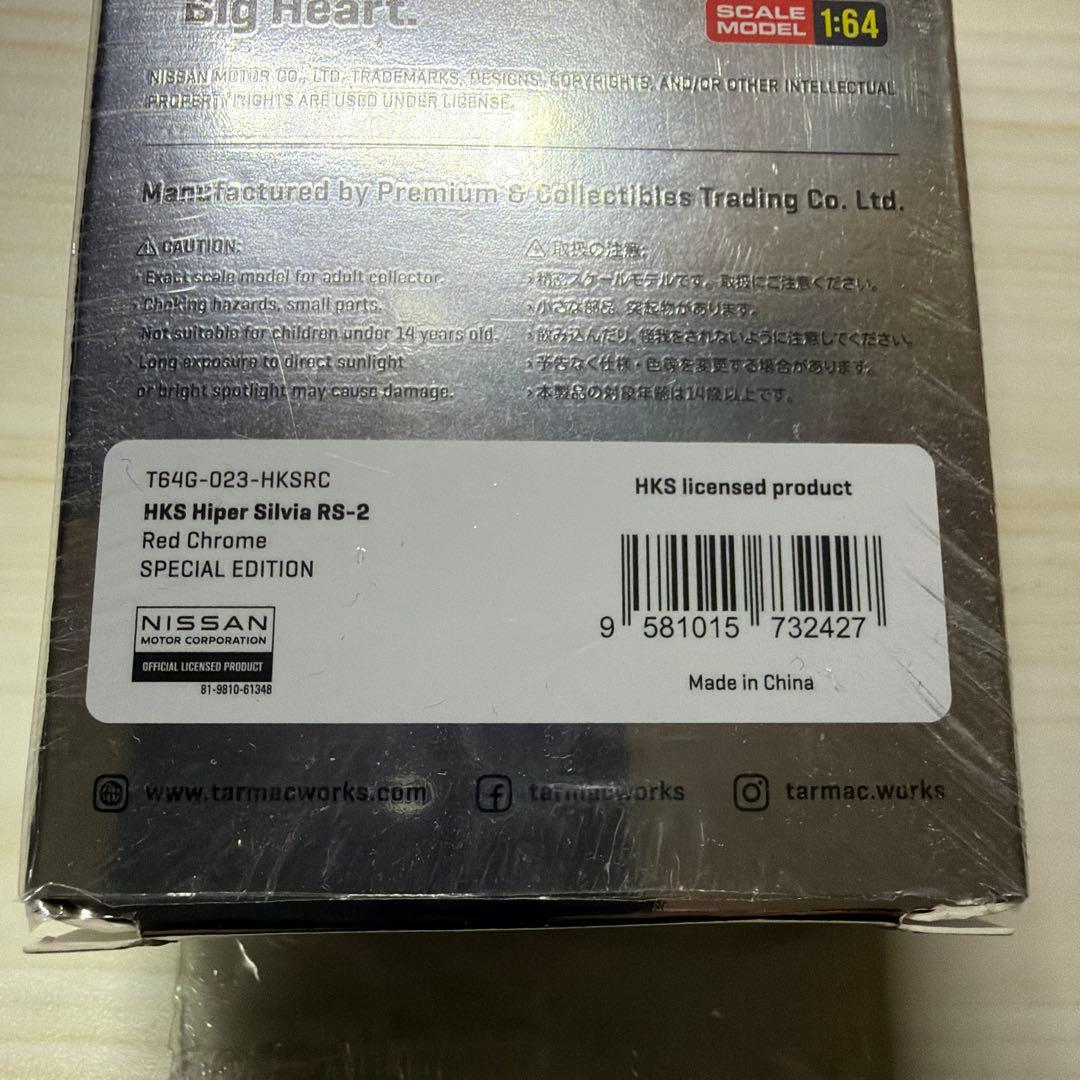 Big Heart.
SCALE
MODEL 1:64
NISSAN MOTOR CO., LTD. TRADEMARKS, DESIGNS, COPYRIGHTS, AND/OR OTHER INTELLECTUAL
PROPERTY RIGHTS ARE USED UNDER LICENSE.
Manufactured by Premium & Collectibles Trading Co. Ltd.
CAUTION:
› Exact scale model for adult collector.
› Choking hazards, small parts.
Not suitable for children under 14 years old.
› Long exposure to direct sunlight
or bright spotlight may cause damage.
取扱の注意:
›精密スケールモデルです。取扱にご注意ください。
›小さな部品、突起物があります。
›飲み込んだり、怪我をされないように注意してください。
›予告なく仕様・色等を変更する場合があります。
›本製品の対象年齢は14歳以上です。
T64G-023-HKSRC
HKS Hiper Silvia RS-2
Red Chrome
SPECIAL EDITION
NISSAN
MOTOR CORPORATION
OFFICIAL LICENSED PRODUCT
81-9810-61348
HKS licensed product
9 581015 732427
Made in China
www.tarmacworks.com
tarmacworks
tarmac.works